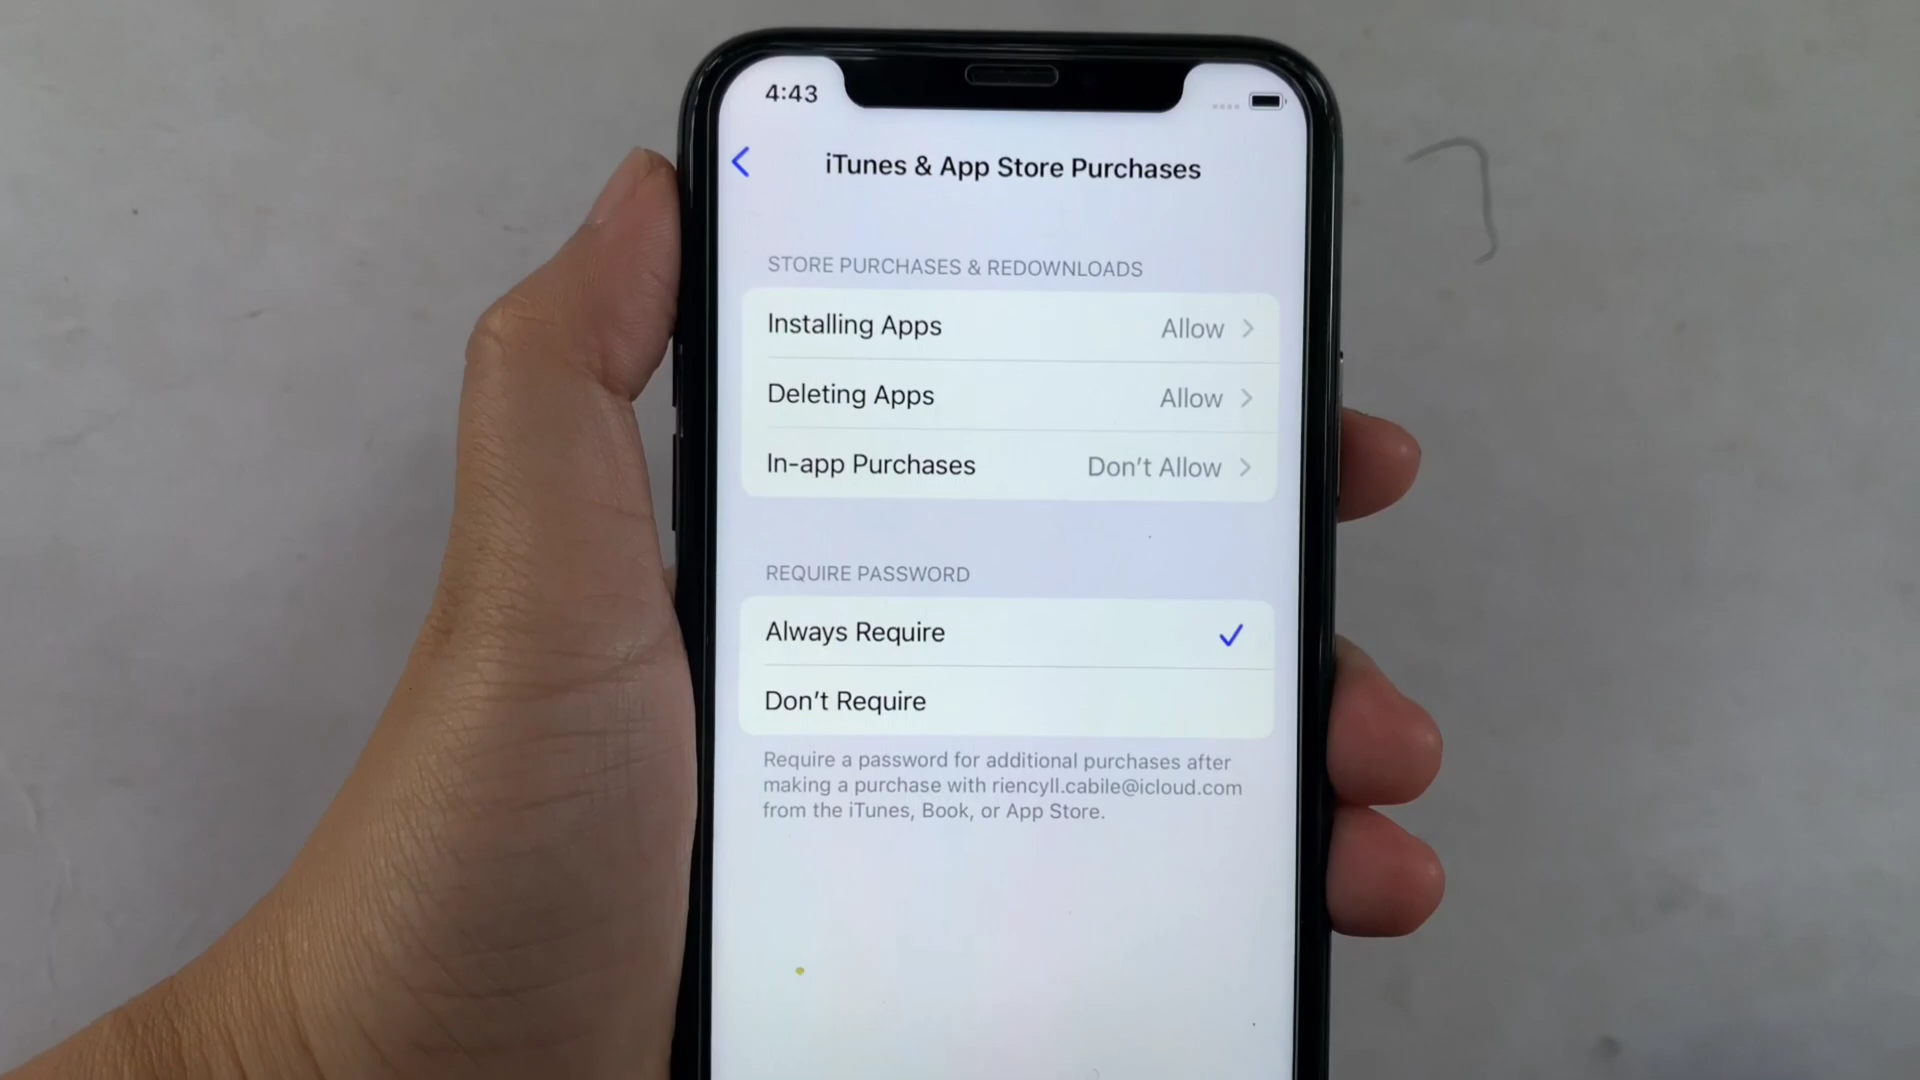 4:43
iTunes & App Store Purchases
STORE PURCHASES & REDOWNLOADS
Installing Apps Allow
Deleting Apps Allow
In-app Purchases Don’t Allow
REQUIRE PASSWORD
Always Require
Don’t Require
Require a password for additional purchases after
making a purchase with riencyll.cabile@icloud.com
from the iTunes, Book, or App Store.